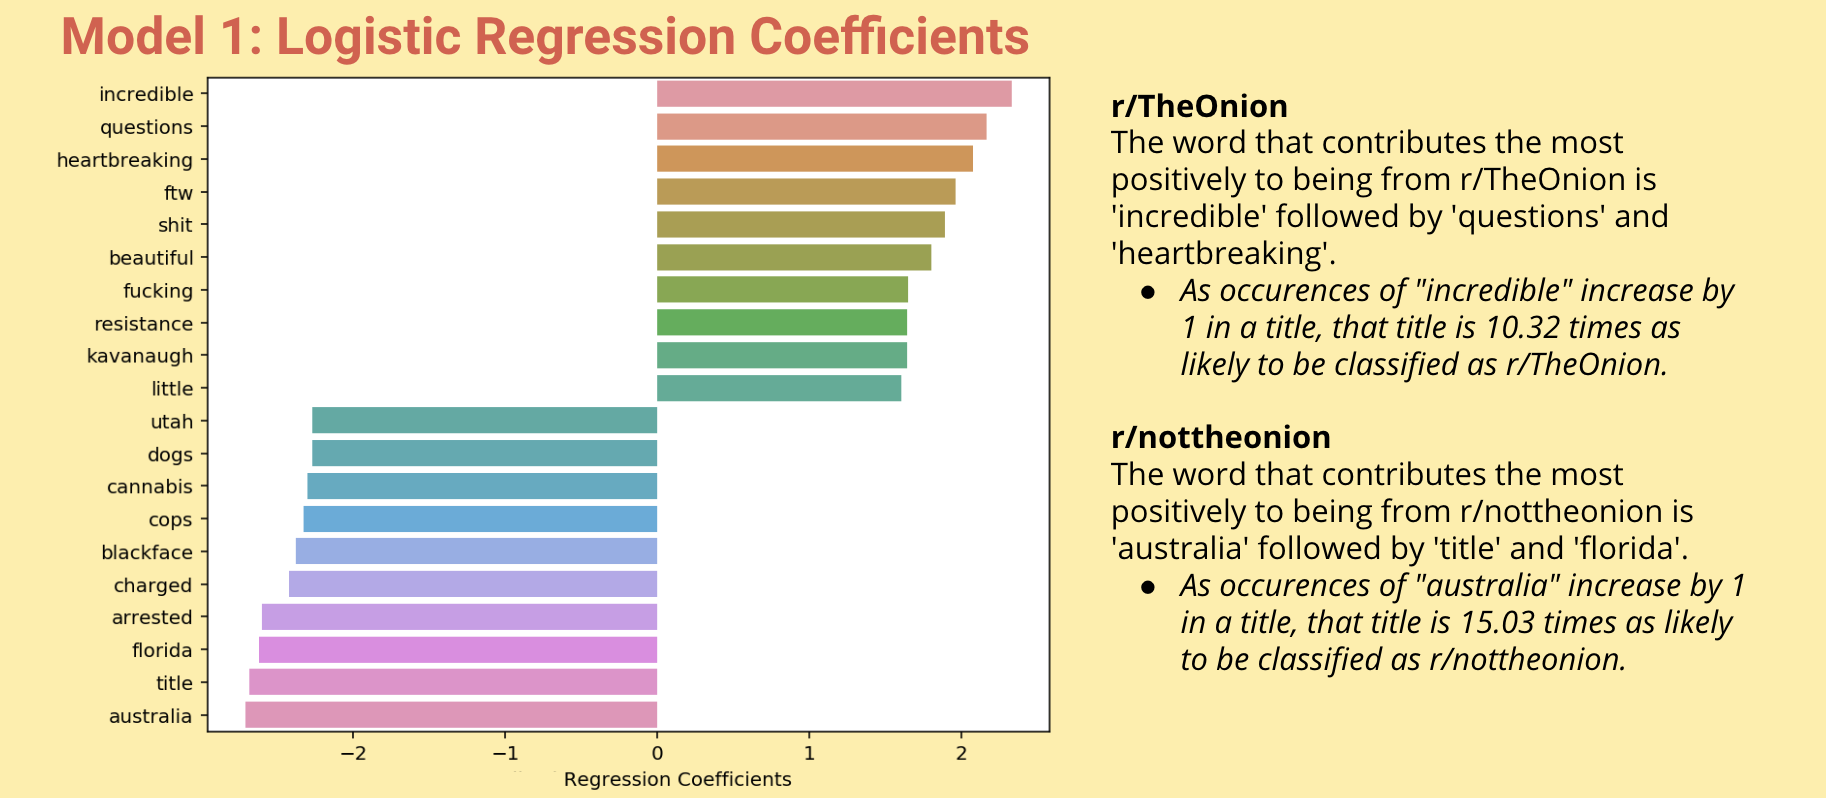 Model 1: Logistic Regression Coefficients
incredible
questions
heartbreaking
ftw
shit
beautiful
fucking
resistance
kavanaugh
little
utah
dogs
cannabis
cops
blackface
charged
arrested
florida
title
australia
−2 −1 0 1 2
Regression Coefficients
r/TheOnion
The word that contributes the most
positively to being from r/TheOnion is
'incredible' followed by 'questions' and
'heartbreaking'.
● As occurences of "incredible" increase by
1 in a title, that title is 10.32 times as
likely to be classified as r/TheOnion.
r/nottheonion
The word that contributes the most
positively to being from r/nottheonion is
'australia' followed by 'title' and 'florida'.
● As occurences of "australia" increase by 1
in a title, that title is 15.03 times as likely
to be classified as r/nottheonion.